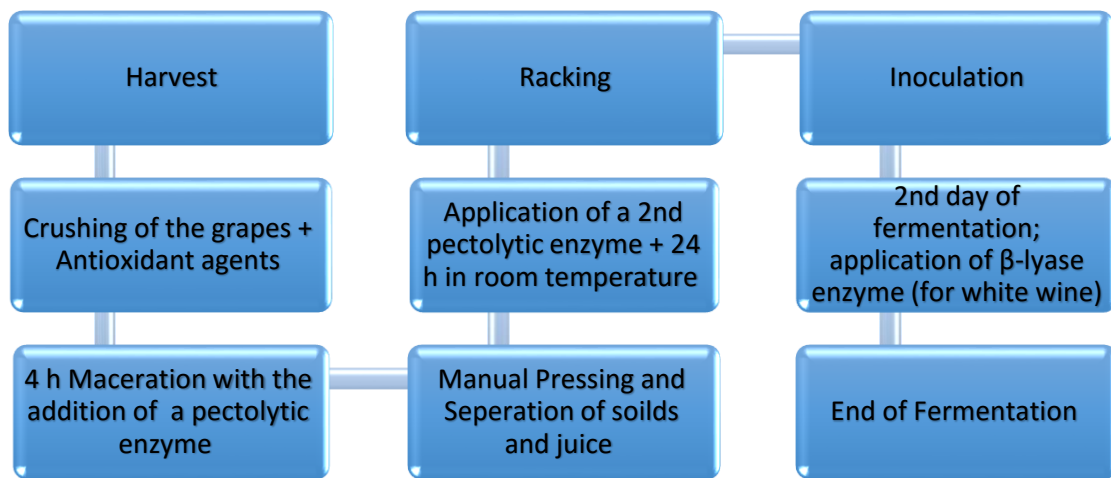 Harvest
Crushing of the grapes +
Antioxidant agents
4 h Maceration with the
addition of a pectolytic
enzyme
Manual Pressing and
Seperation of soilds
and juice
Application of a 2nd
pectolytic enzyme + 24
h in room temperature
Racking
Inoculation
2nd day of
fermentation;
application of β-lyase
enzyme (for white wine)
End of Fermentation